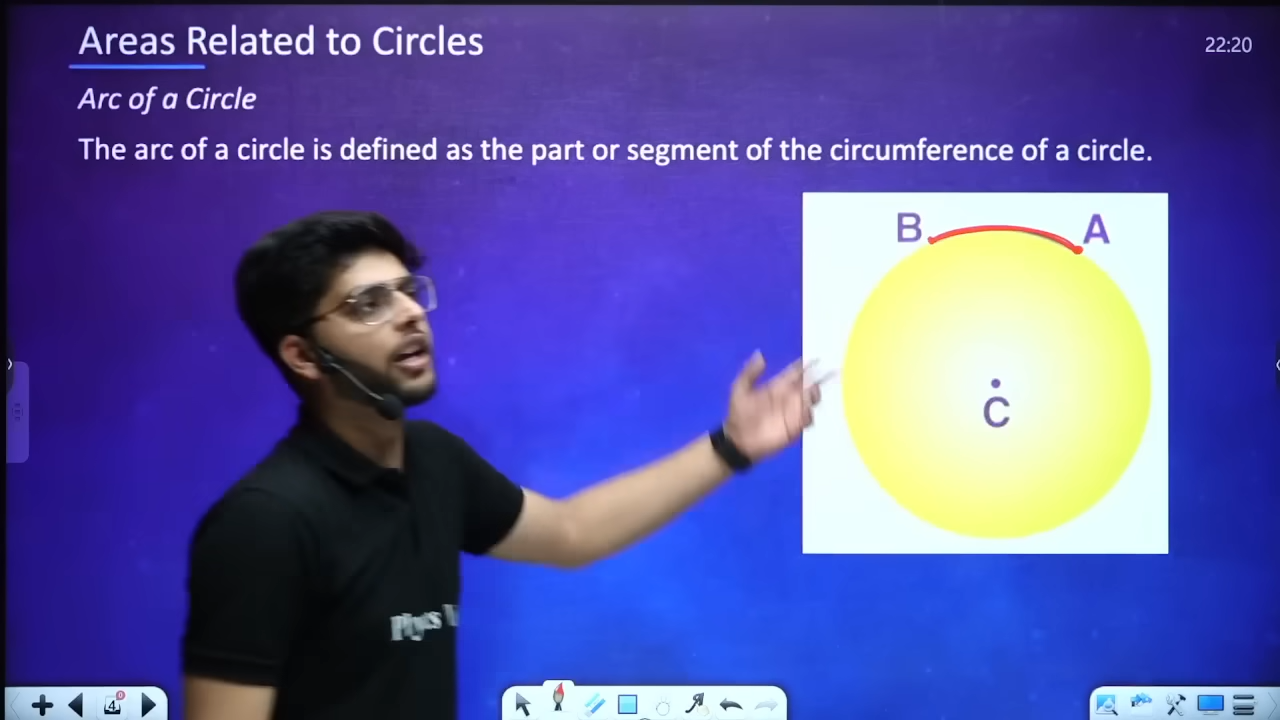 Areas Related to Circles
22:20
Arc of a Circle
The arc of a circle is defined as the part or segment of the circumference of a circle.
B
A
C
4
0